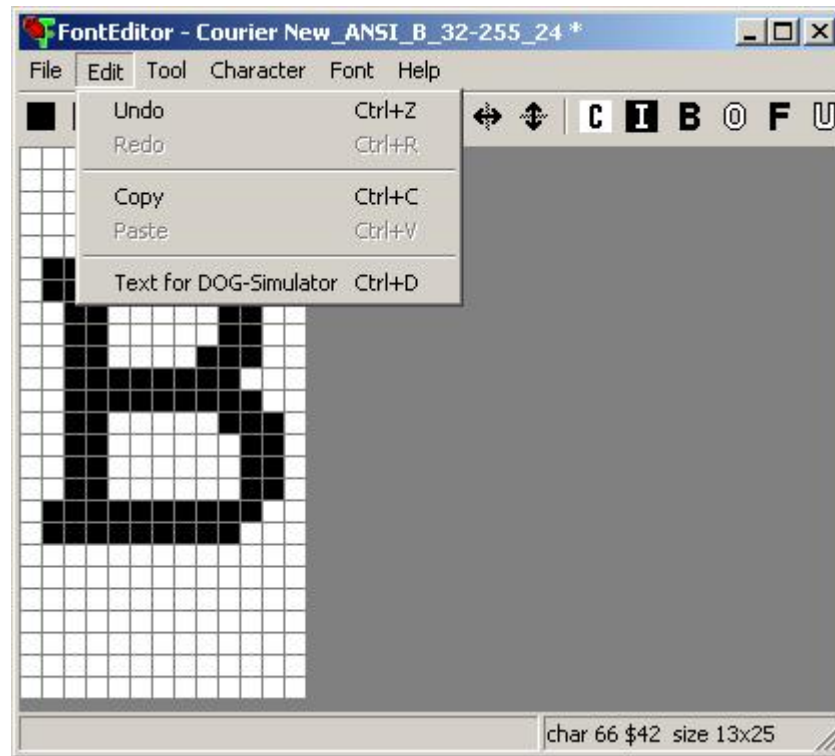 FontEditor - Courier New_ANSI_B_32-255_24 *
File Edit Tool Character Font Help
C I B O F U
Undo Ctrl+Z
Redo Ctrl+R
Copy Ctrl+C
Paste Ctrl+V
Text for DOG-Simulator Ctrl+D
B
char 66 $42 size 13x25